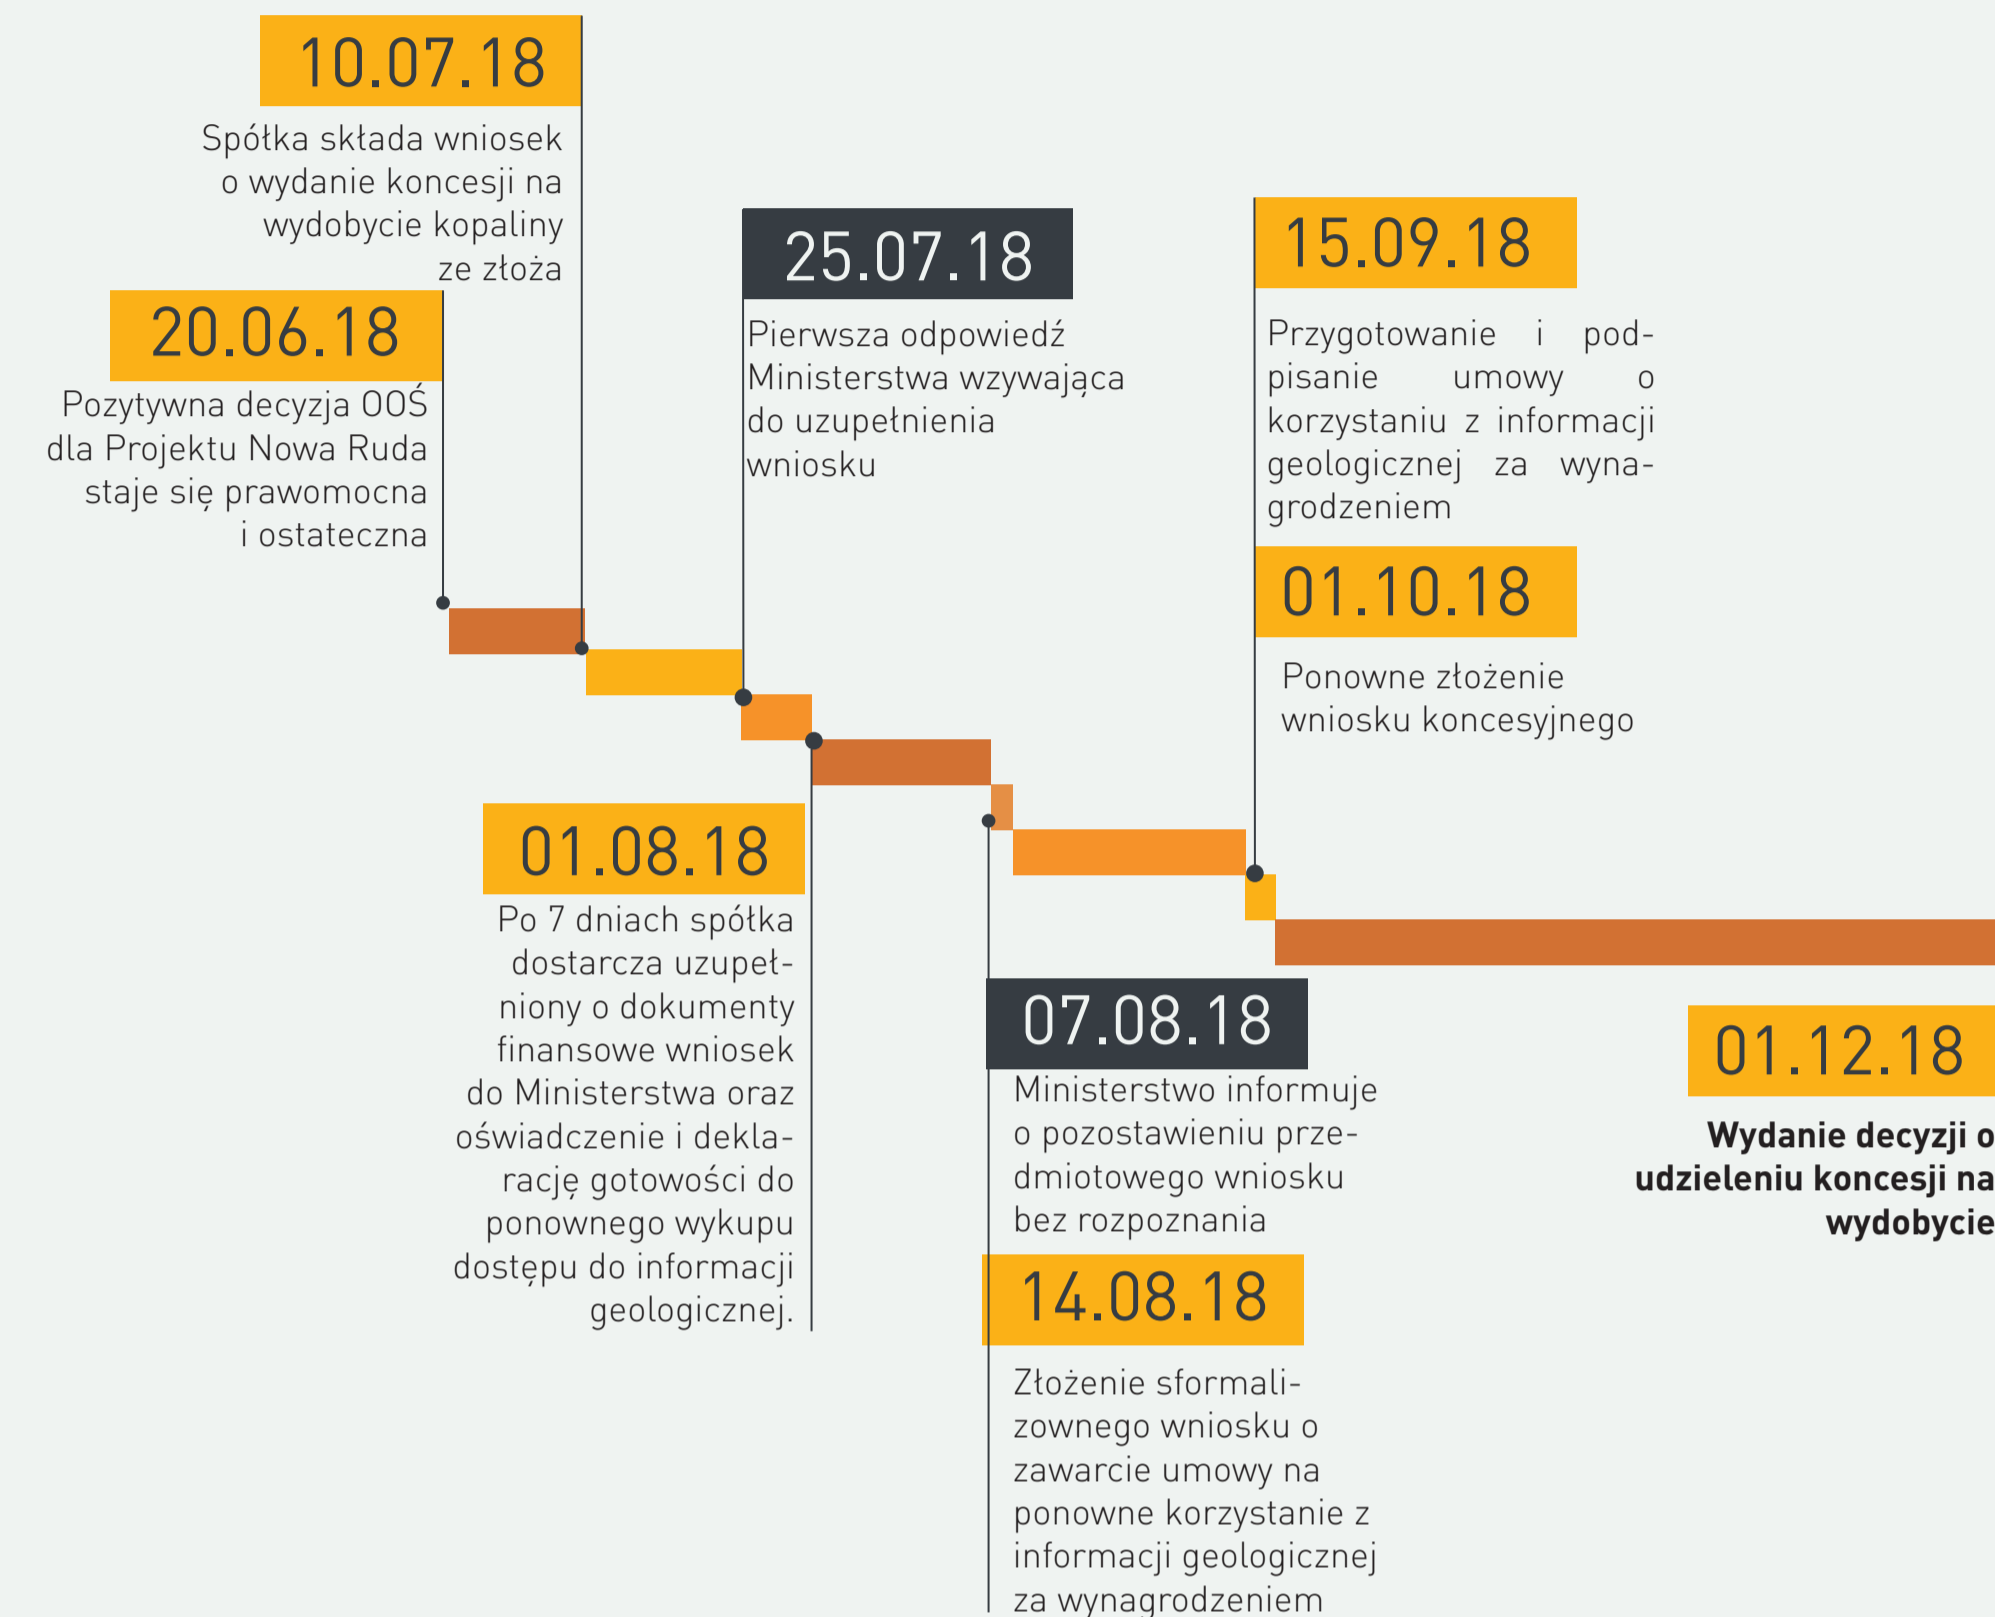 10.07.18
Spółka składa wniosek
o wydanie koncesji na
wydobycie kopaliny
ze złoża
20.06.18
Pozytywna decyzja OOŚ
dla Projektu Nowa Ruda
staje się prawomocna
i ostateczna
25.07.18
Pierwsza odpowiedź
Ministerstwa wzywająca
do uzupełnienia
wniosku
15.09.18
Przygotowanie i pod-
pisanie umowy o
korzystaniu z informacji
geologicznej za wyna-
grodzeniem
01.10.18
Ponowne złożenie
wniosku koncesyjnego
01.08.18
Po 7 dniach spółka
dostarcza uzupeł-
niony o dokumenty
finansowe wniosek
do Ministerstwa oraz
oświadczenie i dekla-
rację gotowości do
ponownego wykupu
dostępu do informacji
geologicznej.
07.08.18
Ministerstwo informuje
o pozostawieniu prze-
dmiotowego wniosku
bez rozpoznania
14.08.18
Złożenie sformali-
zownego wniosku o
zawarcie umowy na
ponowne korzystanie z
informacji geologicznej
za wynagrodzeniem
01.12.18
Wydanie decyzji o
udzieleniu koncesji na
wydobycie